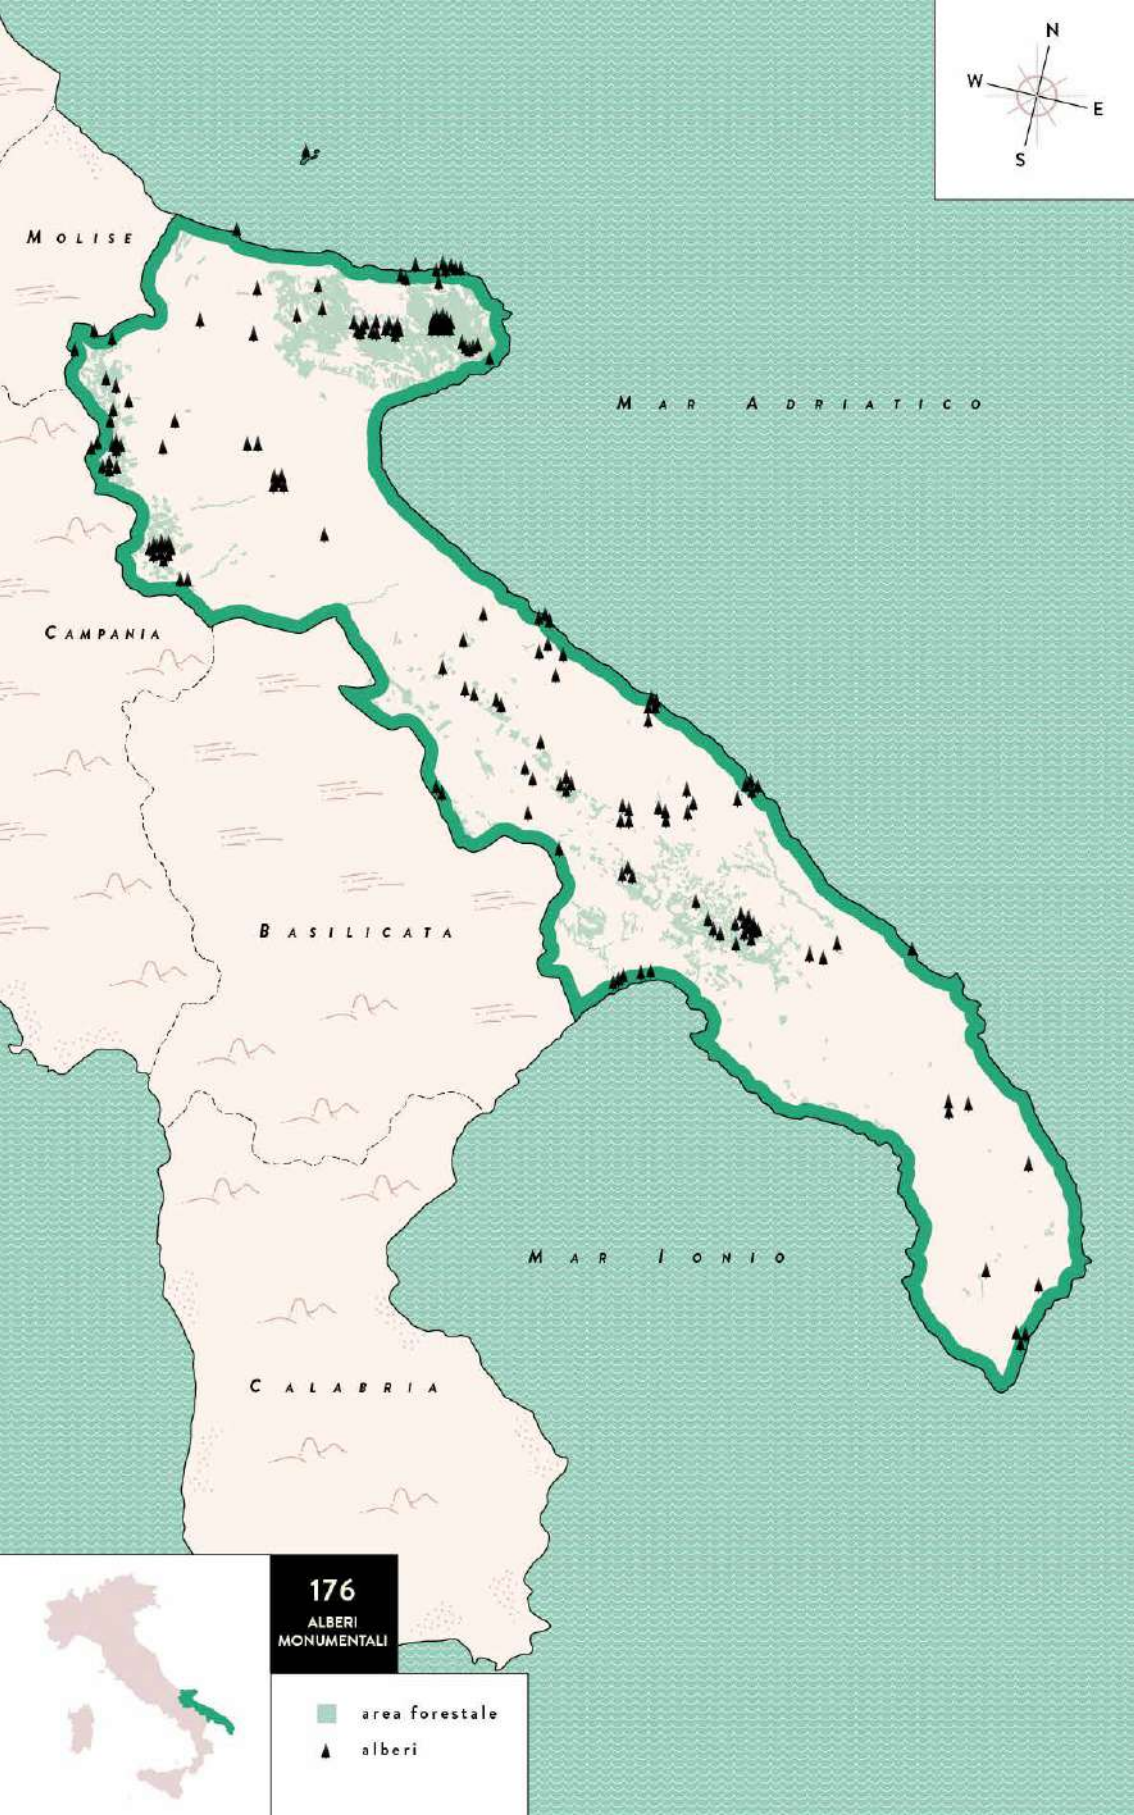 N
W
E
S
MOLISE
MAR ADRIATICO
CAMPANIA
BASILICATA
MAR IONIO
CALABRIA
176
ALBERI
MONUMENTALI
area forestale
alberi